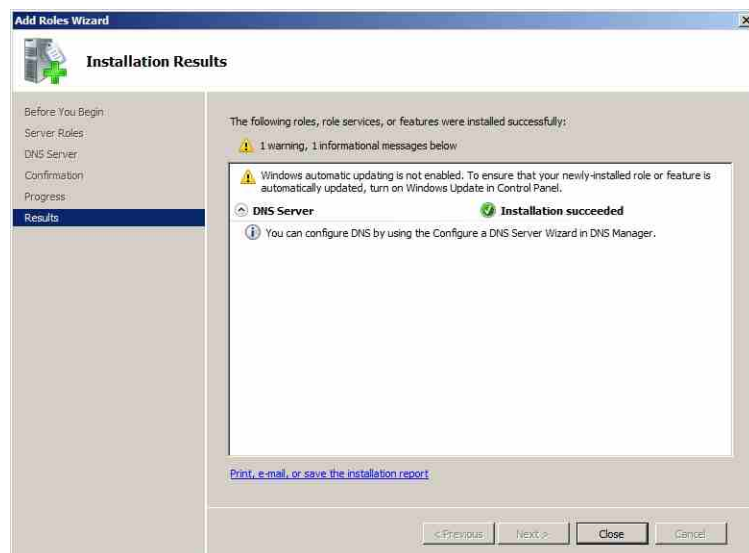 Add Roles Wizard
Installation Results
Before You Begin
Server Roles
DNS Server
Confirmation
Progress
Results
The following roles, role services, or features were installed successfully:
1 warning, 1 informational messages below
Windows automatic updating is not enabled. To ensure that your newly-installed role or feature is
automatically updated, turn on Windows Update in Control Panel.
DNS Server Installation succeeded
You can configure DNS by using the Configure a DNS Server Wizard in DNS Manager.
Print, e-mail, or save the installation report
< Previous Next > Close Cancel